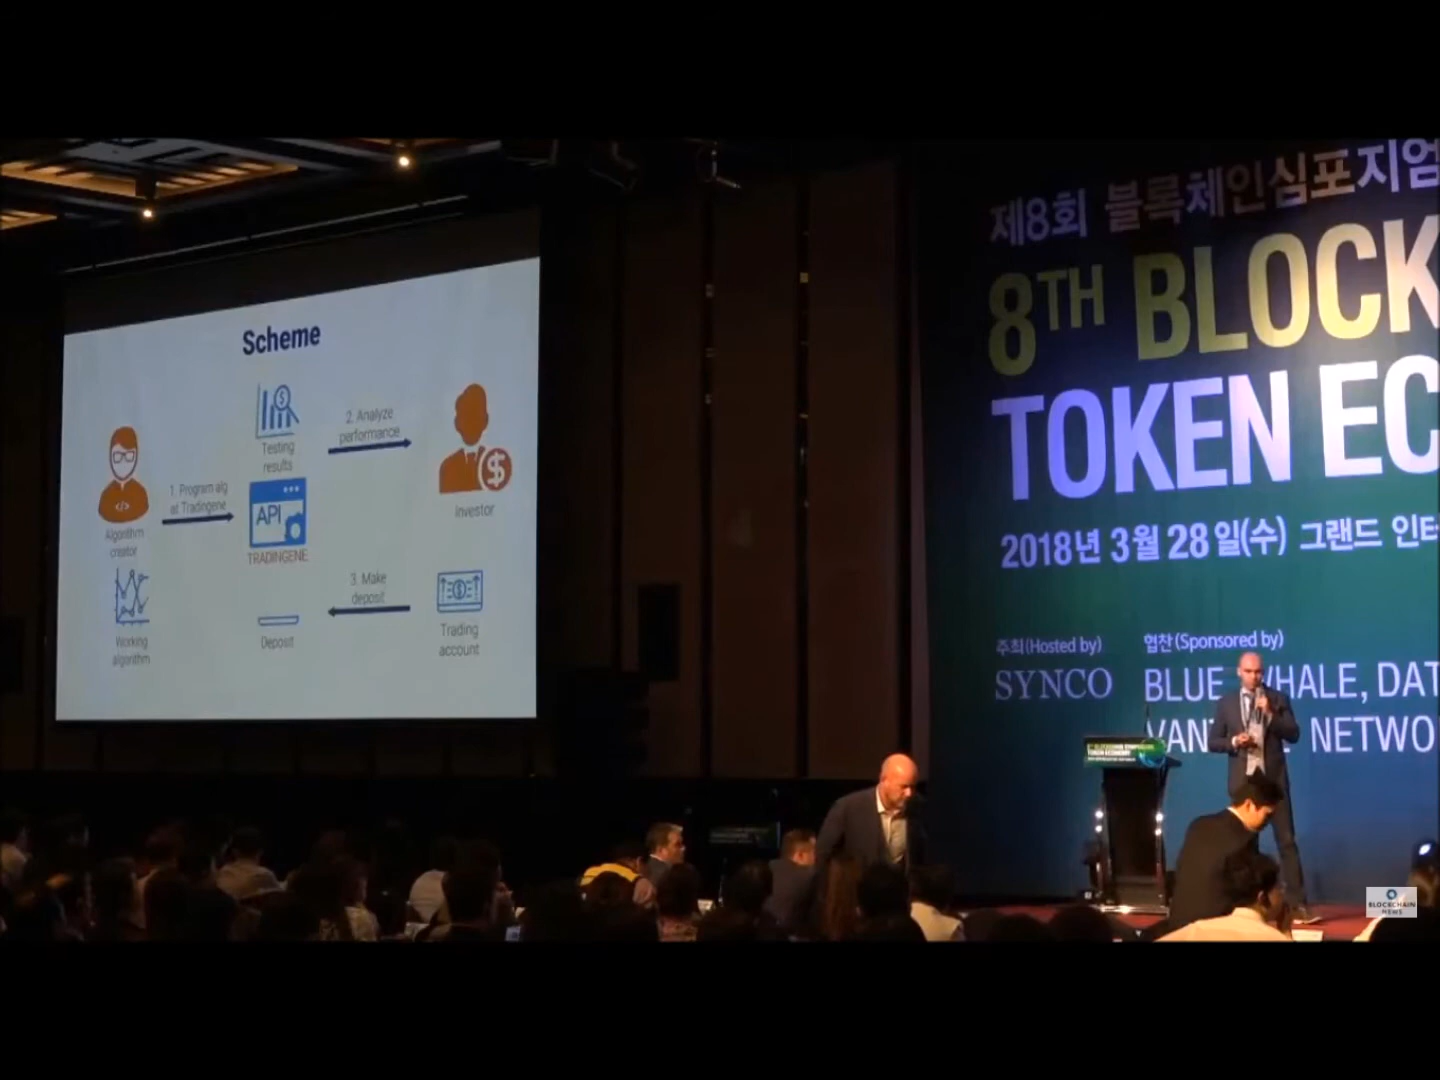 Scheme
Testing
results
2. Analyze
performance
Investor
1. Program alg
at Tradingene
Algorithm
creator
API
TRADINGENE
3. Make
deposit
Working
algorithm
Deposit
Trading
account
제8회 블록체인심포지엄
8TH BLOCK
TOKEN EC
2018년 3월 28일(수) 그랜드 인터
주최(Hosted by)
협찬(Sponsored by)
SYNCO
BLUE WHALE, DAT
NETWO
TOKEN ECONOMY
BLOCKCHAIN
NEWS